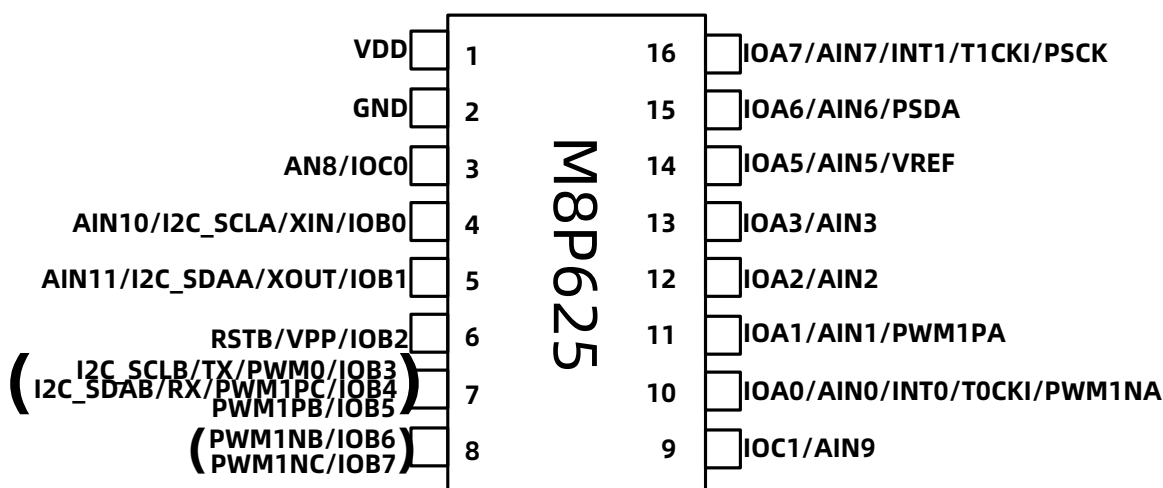 VDD 1 16 IOA7/AIN7/INT1/T1CKI/PSCK
GND 2 15 IOA6/AIN6/PSDA
AN8/IOC0 3 14 IOA5/AIN5/VREF
AIN10/I2C_SCLA/XIN/IOB0 4 13 IOA3/AIN3
AIN11/I2C_SDAA/XOUT/IOB1 5 12 IOA2/AIN2
RSTB/VPP/IOB2 6 11 IOA1/AIN1/PWM1PA
(I2C_SCLB/TX/PWM0/IOB3
I2C_SDAB/RX/PWM1PC/IOB4) 7 10 IOA0/AIN0/INT0/T0CKI/PWM1NA
PWM1PB/IOB5
(PWM1NB/IOB6 8 9 IOC1/AIN9
PWM1NC/IOB7)
M8P625